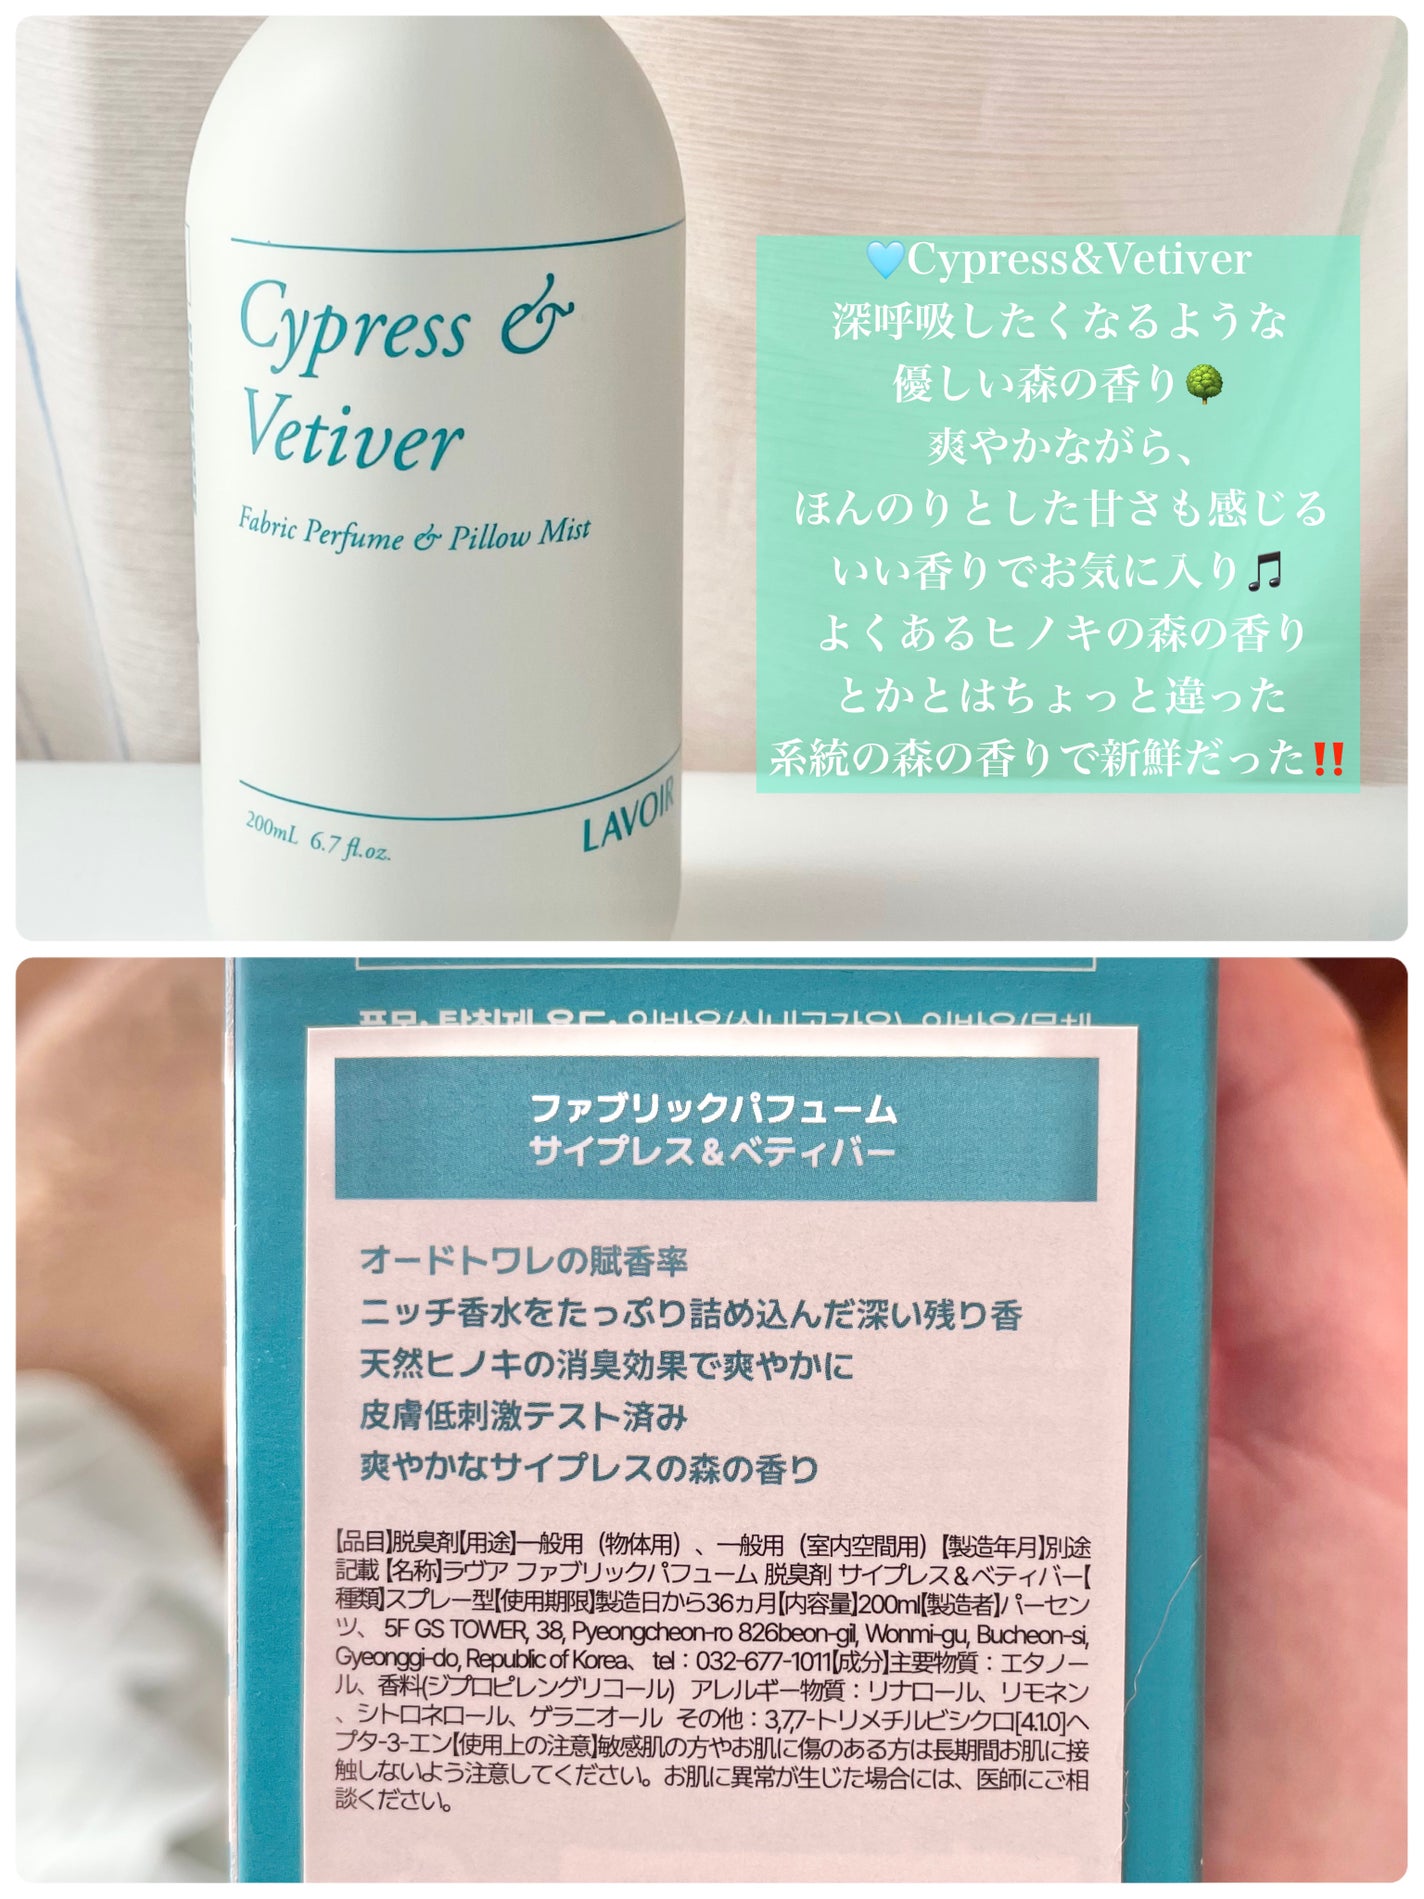 Cypress &
Vetiver
Fabric Perfume & Pillow Mist
200mL 6.7 fl.oz.
LAVOIR
🩵Cypress&Vetiver
深呼吸したくなるような
優しい森の香り🌳
爽やかながら、
ほんのりとした甘さも感じる
いい香りでお気に入り🎵
よくあるヒノキの森の香り
とかとはちょっと違った
系統の森の香りで新鮮だった‼️
ファブリックパフューム
サイプレス＆ベティバー
オードトワレの賦香率
ニッチ香水をたっぷり詰め込んだ深い残り香
天然ヒノキの消臭効果で爽やかに
皮膚低刺激テスト済み
爽やかなサイプレスの森の香り
【品目】脱臭剤【用途】一般用（物体用）、一般用（室内空間用）【製造年月】別途
記載【名称】ラヴア ファブリックパフューム 脱臭剤 サイプレス＆ベティバー【
種類】スプレー型【使用期限】製造日から36ヵ月【内容量】200ml【製造者】パーセン
ツ、 5F GS TOWER, 38, Pyeongcheon-ro 826beon-gil, Wonmi-gu, Bucheon-si,
Gyeonggi-do, Republic of Korea、 tel：032-677-1011【成分】主要物質：エタノー
ル、香料(ジプロピレングリコール) アレルギー物質：リナロール、リモネン
、シトロネロール、ゲラニオール その他：3,7,7-トリメチルビシクロ[4.1.0]ヘ
プタ-3-エン【使用上の注意】敏感肌の方やお肌に傷のある方は長期間お肌に接
触しないよう注意してください。お肌に異常が生じた場合には、医師にご相
談ください。